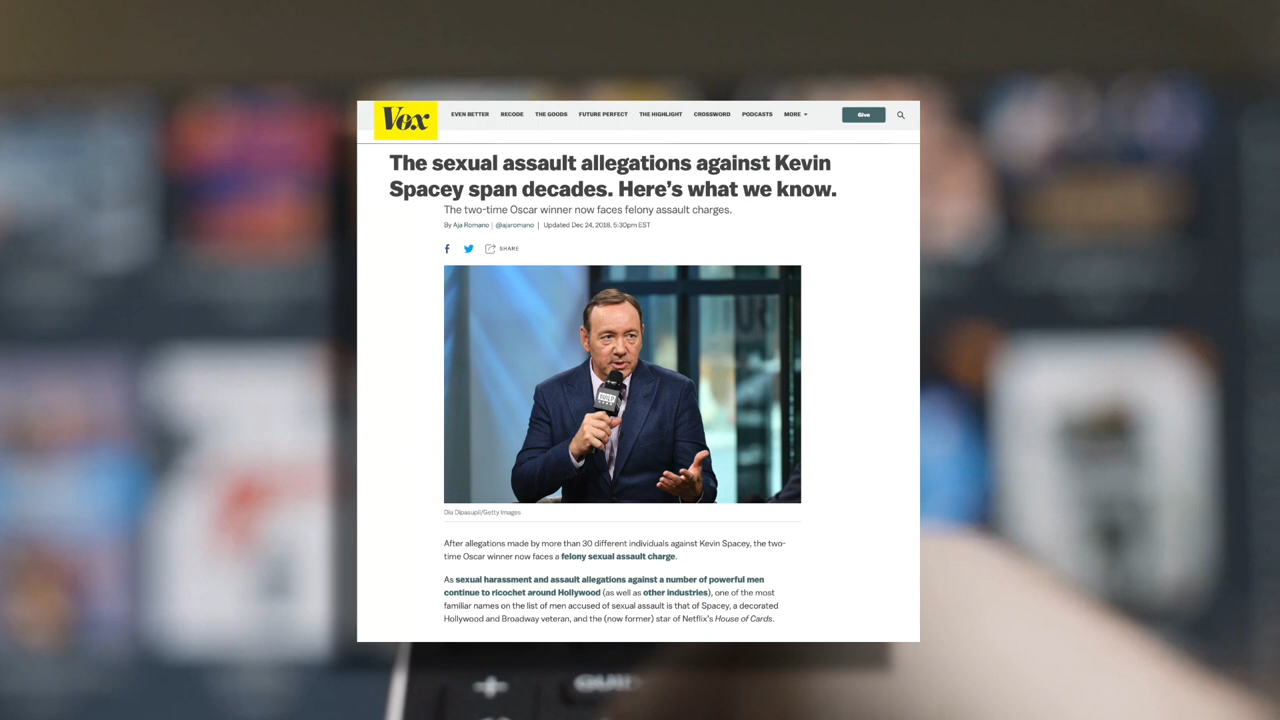 Vox
EVEN BETTER RECODE THE GOODS FUTURE PERFECT THE HIGHLIGHT CROSSWORD PODCASTS MORE Give
The sexual assault allegations against Kevin
Spacey span decades. Here's what we know.
The two-time Oscar winner now faces felony assault charges.
By Aja Romano | @ajaromano | Updated Dec 24, 2018, 5:30pm EST
SHARE
BUILD
Dia Dipasupil/Getty Images
After allegations made by more than 30 different individuals against Kevin Spacey, the two-
time Oscar winner now faces a felony sexual assault charge.
As sexual harassment and assault allegations against a number of powerful men
continue to ricochet around Hollywood (as well as other industries), one of the most
familiar names on the list of men accused of sexual assault is that of Spacey, a decorated
Hollywood and Broadway veteran, and the (now former) star of Netflix's House of Cards.